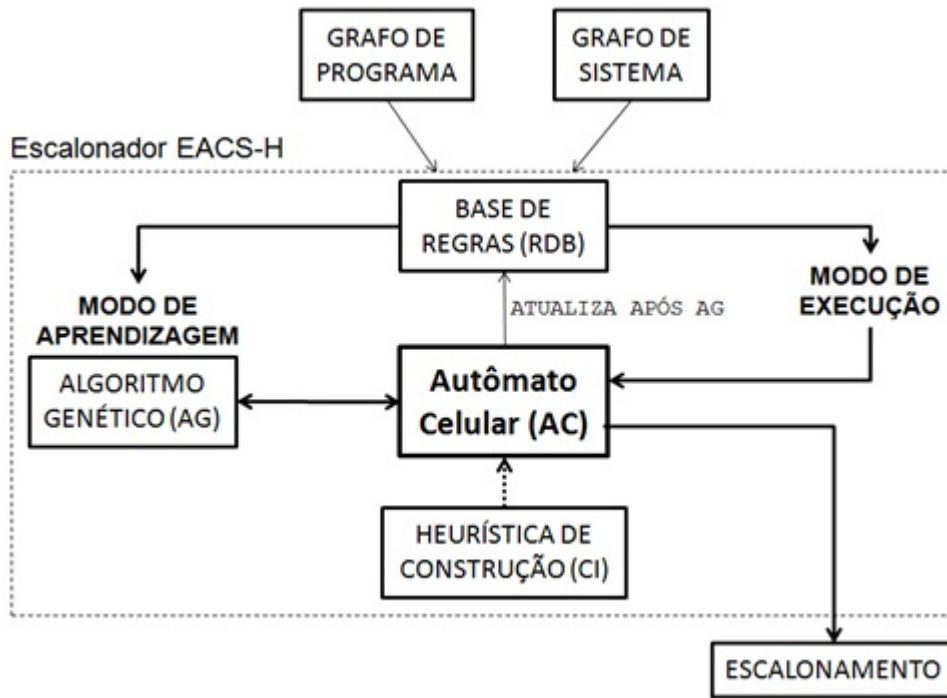 GRAFO DE
PROGRAMA
GRAFO DE
SISTEMA
Escalonador EACS-H
BASE DE
REGRAS (RDB)
MODO DE
APRENDIZAGEM
MODO DE
EXECUÇÃO
ATUALIZA APÓS AG
ALGORITMO
GENÉTICO (AG)
Autômato
Celular (AC)
HEURÍSTICA DE
CONSTRUÇÃO (CI)
ESCALONAMENTO